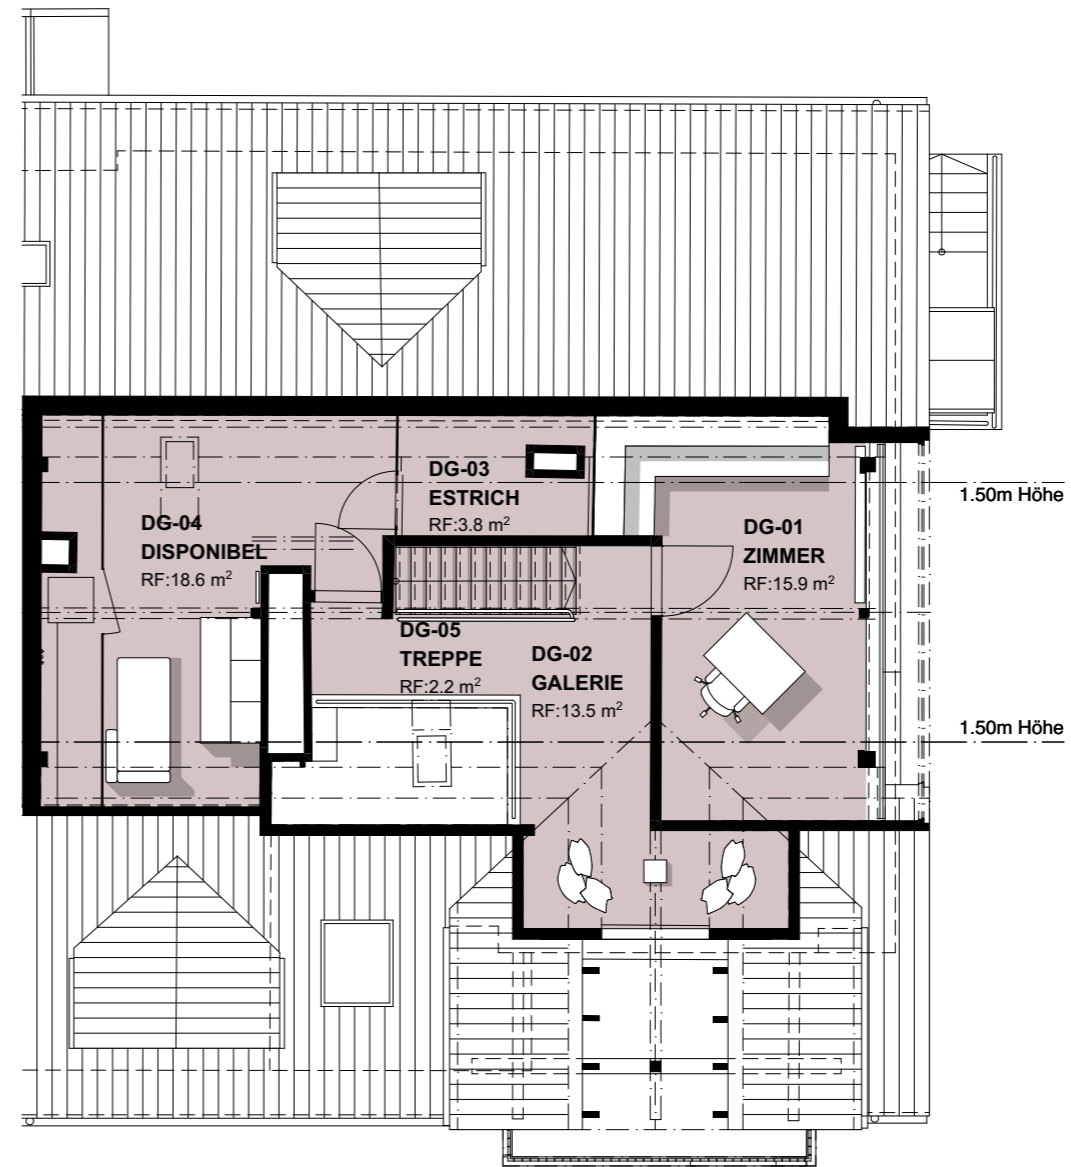 DG-03
ESTRICH
RF:3.8 m²
1.50m Höhe
DG-04
DISPONIBEL
RF:18.6 m²
DG-01
ZIMMER
RF:15.9 m²
DG-05
TREPPE
RF:2.2 m²
DG-02
GALERIE
RF:13.5 m²
1.50m Höhe